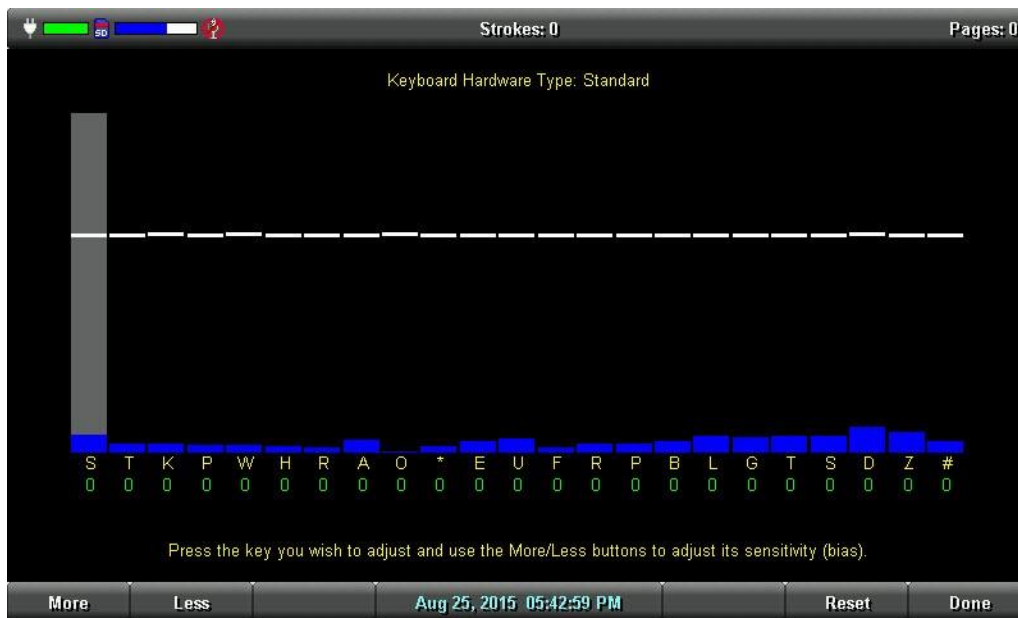 SD Strokes: 0 Pages: 0
Keyboard Hardware Type: Standard
S T K P W H R A O * E U F R P B L G T S D Z #
0 0 0 0 0 0 0 0 0 0 0 0 0 0 0 0 0 0 0 0 0 0 0
Press the key you wish to adjust and use the More/Less buttons to adjust its sensitivity (bias).
More Less Aug 25, 2015 05:42:59 PM Reset Done